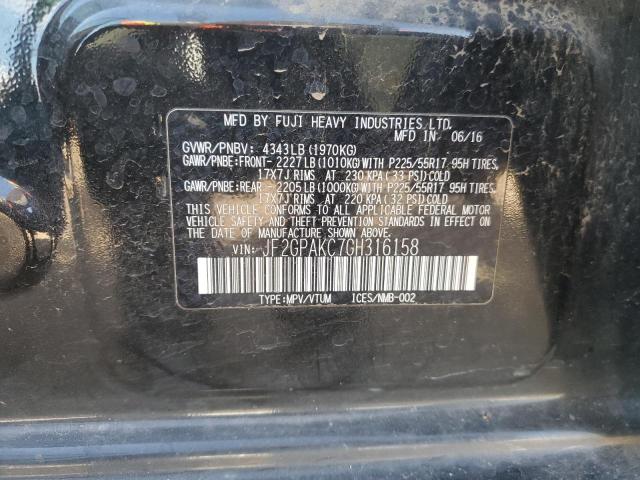 MFD BY FUJI HEAVY INDUSTRIES,LTD.
MFD IN 06/16
GVWR/PNBV: 4343LB(1970KG)
GAWR/PNBE:FRONT- 2227LB(1010KG)WITH P225/55R17 95H TIRES,
17X7J RIMS AT 230 KPA(33 PSI)COLD
GAWR/PNBE:REAR - 2205LB(1000KG)WITH P225/55R17 95H TIRES,
17X7J RIMS AT 220 KPA(32 PSI)COLD
THIS VEHICLE CONFORMS TO ALL APPLICABLE FEDERAL MOTOR
VEHICLE SAFETY AND THEFT PREVENTION STANDARDS IN EFFECT
ON THE DATE OF MANUFACTURE SHOWN ABOVE.
VIN: JF2GPAKC7GH316158
TYPE:MPV/VTUM ICES/NMB-002